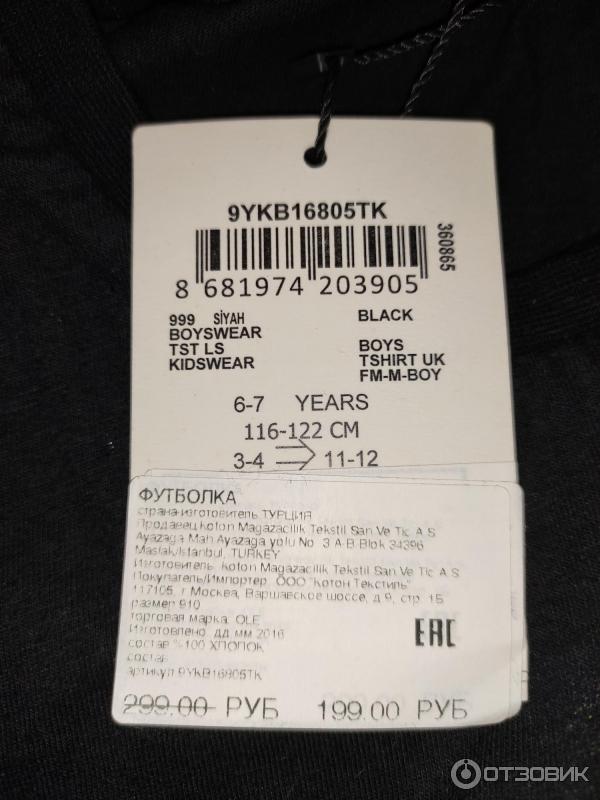 9YKB16805TK
360865
8 681974 203905
999 SİYAH BLACK
BOYSWEAR BOYS
TST LS TSHIRT UK
KIDSWEAR FM-M-BOY
6-7 YEARS
116-122 CM
3-4 11-12
ФУТБОЛКА
страна-изготовитель ТУРЦИЯ
Продавец Koton Magazacilik Tekstil San Ve Tic A S
Ayazaga Mah Ayazaga yolu No 3 A-B Blok 34396
Maslak/Istanbul, TURKEY
Изготовитель Koton Magazacilik Tekstil San Ve Tic A S
Покупатель/Импортер ООО "Котон Текстиль"
117105, г Москва, Варшавское шоссе, д 9, стр. 1Б
размер 910
торговая марка OLE
Изготовлено дд мм 2016
состав %100 ХЛОПОК
состав
артикул 9YKB16805TK
EAC
299.00 РУБ 199.00 РУБ
ОТЗОВИК